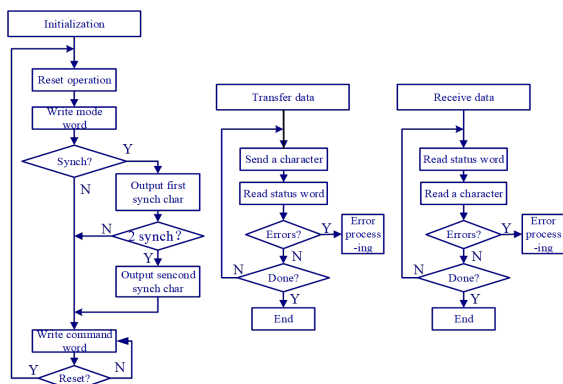 Initialization
Reset operation
Write mode
word
Synch?
Y
N
Output first
synch char
2 synch？
N
Y
Output sencond
synch char
Write command
word
Reset?
Y
N
Transfer data
Send a character
Read status word
Errors?
Y
Error
process
-ing
N
Done?
N
Y
End
Receive data
Read status word
Read a character
Errors?
Y
Error
process
-ing
N
Done?
N
Y
End